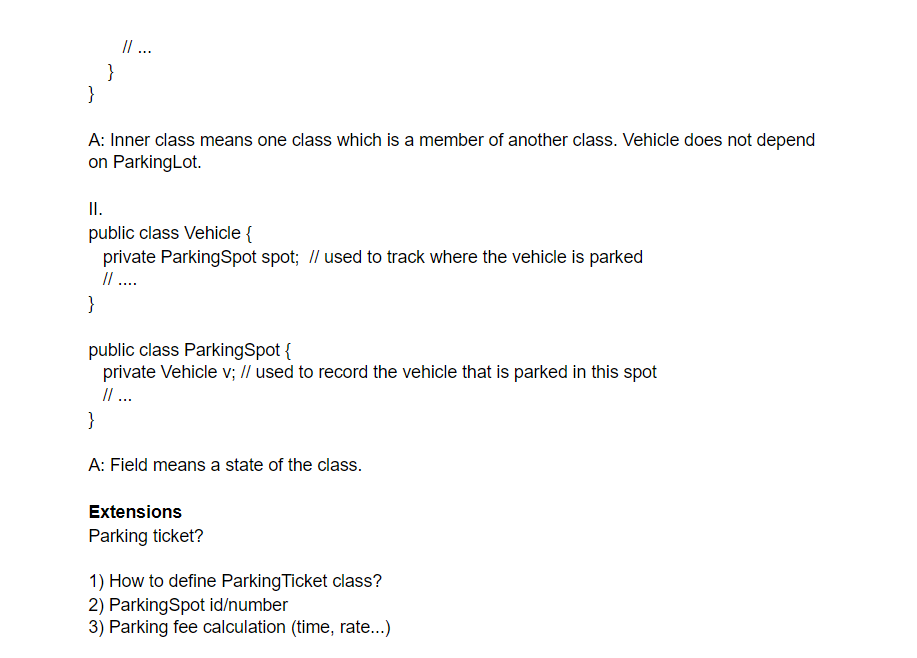 // ...
}
}
A: Inner class means one class which is a member of another class. Vehicle does not depend
on ParkingLot.
II.
public class Vehicle {
private ParkingSpot spot;  // used to track where the vehicle is parked
// ....
}
public class ParkingSpot {
private Vehicle v; // used to record the vehicle that is parked in this spot
// ...
}
A: Field means a state of the class.
Extensions
Parking ticket?
1) How to define ParkingTicket class?
2) ParkingSpot id/number
3) Parking fee calculation (time, rate...)